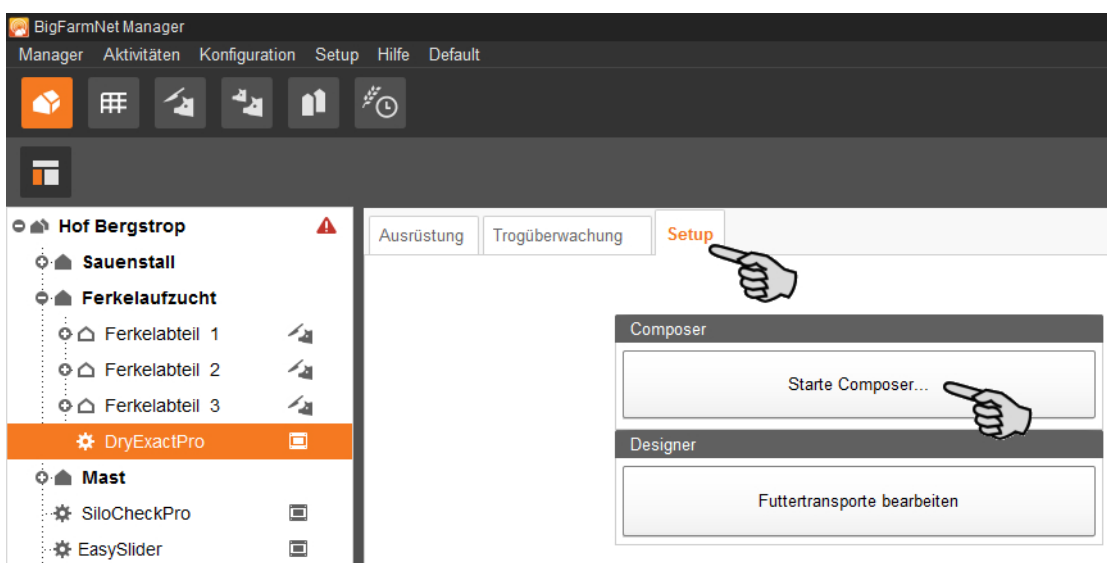 BigFarmNet Manager
Manager Aktivitäten Konfiguration Setup Hilfe Default
Hof Bergstrop
Sauenstall
Ferkelaufzucht
Ferkelabteil 1
Ferkelabteil 2
Ferkelabteil 3
DryExactPro
Mast
SiloCheckPro
EasySlider
Ausrüstung Trogüberwachung Setup
Composer
Starte Composer...
Designer
Futtertransporte bearbeiten